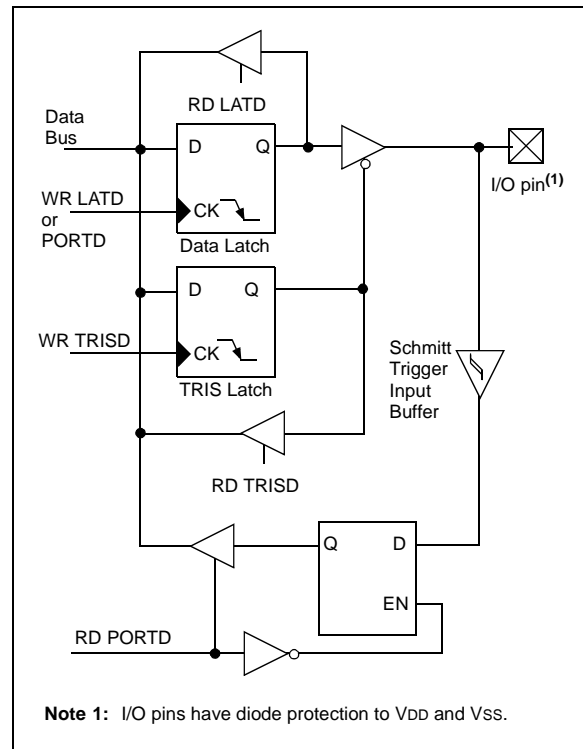 RD LATD
Data
Bus
D Q
I/O pin(1)
WR LATD
or
PORTD
CK
Data Latch
D Q
WR TRISD
CK
TRIS Latch
Schmitt
Trigger
Input
Buffer
RD TRISD
Q D
EN
RD PORTD
Note 1: I/O pins have diode protection to VDD and VSS.